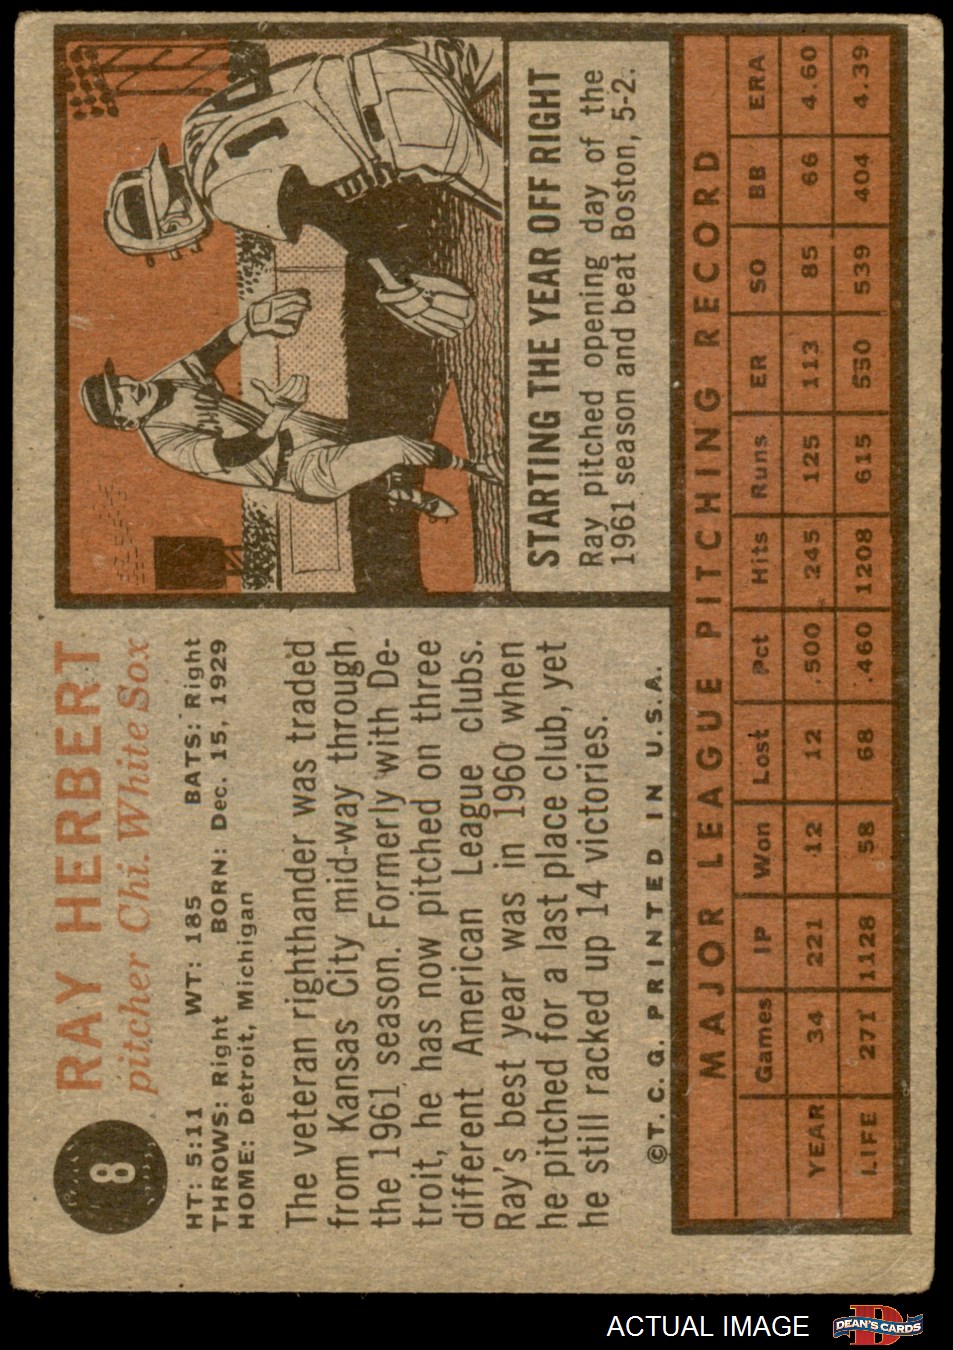 8
RAY HERBERT
pitcher Chi. White Sox
HT: 5:11 WT: 185 BATS: Right
THROWS: Right BORN: Dec. 15, 1929
HOME: Detroit, Michigan
The veteran righthander was traded
from Kansas City mid-way through
the 1961 season. Formerly with De-
troit, he has now pitched on three
different American League clubs.
Ray's best year was in 1960 when
he pitched for a last place club, yet
he still racked up 14 victories.
©T. C. G. PRINTED IN U.S.A.
STARTING THE YEAR OFF RIGHT
Ray pitched opening day of the
1961 season and beat Boston, 5-2.
MAJOR LEAGUE PITCHING RECORD
Games IP Won Lost Pct Hits Runs ER SO BB ERA
YEAR 34 221 12 12 .500 245 125 113 85 66 4.60
LIFE 271 1128 58 68 .460 1208 615 550 539 404 4.39
ACTUAL IMAGE
D
DEAN'S CARDS